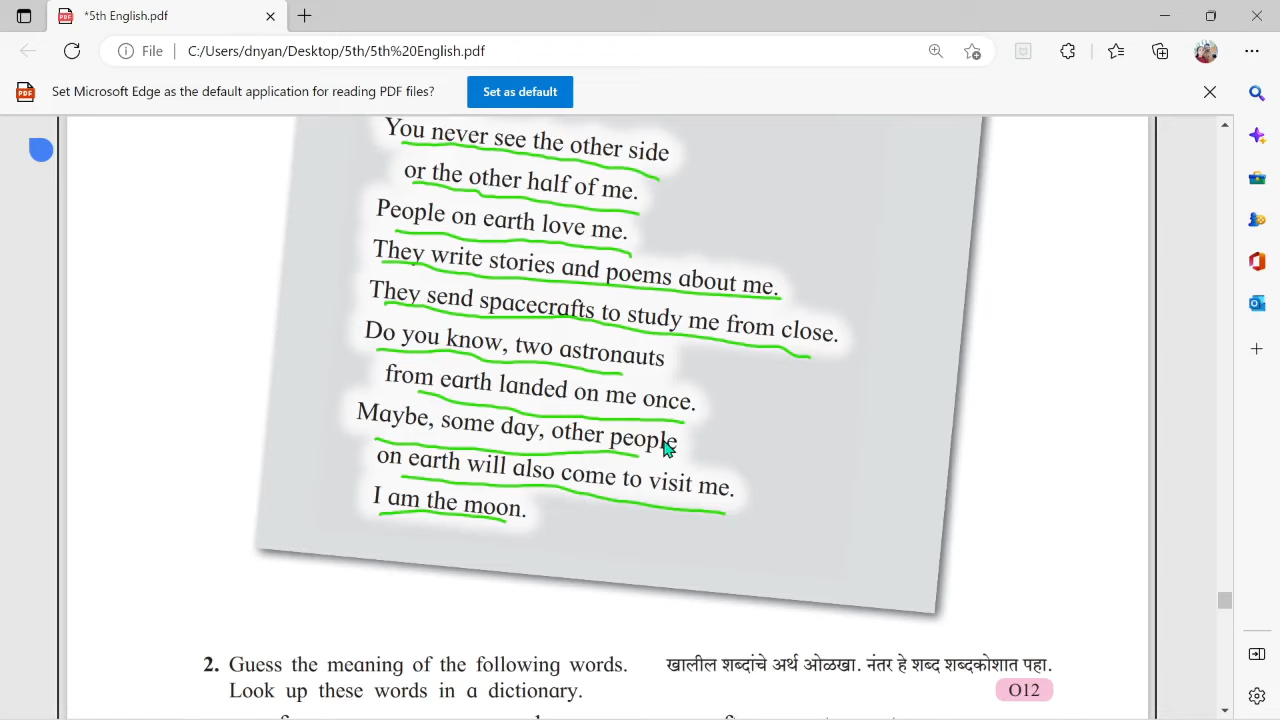 *5th English.pdf
File C:/Users/dnyan/Desktop/5th/5th%20English.pdf
Set Microsoft Edge as the default application for reading PDF files? Set as default
You never see the other side
or the other half of me.
People on earth love me.
They write stories and poems about me.
They send spacecrafts to study me from close.
Do you know, two astronauts
from earth landed on me once.
Maybe, some day, other people
on earth will also come to visit me.
I am the moon.
2. Guess the meaning of the following words. खालील शब्दांचे अर्थ ओळखा. नंतर हे शब्द शब्दकोशात पहा.
Look up these words in a dictionary. O12